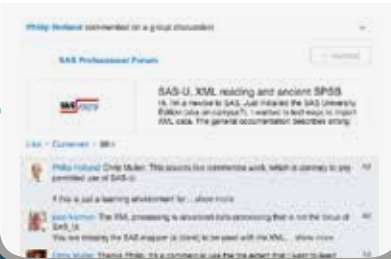 Philip Holland commented on a group discussion
SAS Professional Forum
SAS-U, XML reading and ancient SPSS
Hi, I'm a newbie to SAS. Just installed the SAS University
Edition (also on campus?), I wanted to test ways to import
XML data. The general documentation describes
Like · Comment ·
Philip Holland Chris Muller: This sounds like commercial work, which is contrary to any
permitted use of SAS-U.
If this is just a learning environment for ... show more
The XML processing is advanced data processing that is not the focus of
SAS_U.
You are missing the SAS mapper (a client) to be used with the XML... show more
Chris Muller Thanks Philip. It's a commercial use the extent that I want to